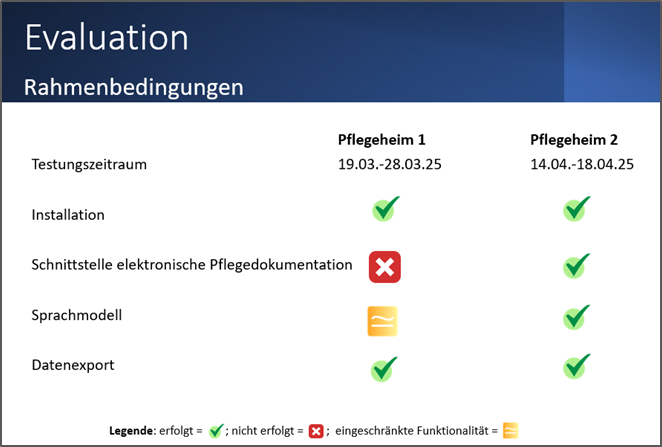 Evaluation
Rahmenbedingungen
Pflegeheim 1 Pflegeheim 2
Testungszeitraum 19.03.-28.03.25 14.04.-18.04.25
Installation
Schnittstelle elektronische Pflegedokumentation
Sprachmodell
Datenexport
Legende: erfolgt = ; nicht erfolgt = ; eingeschränkte Funktionalität =